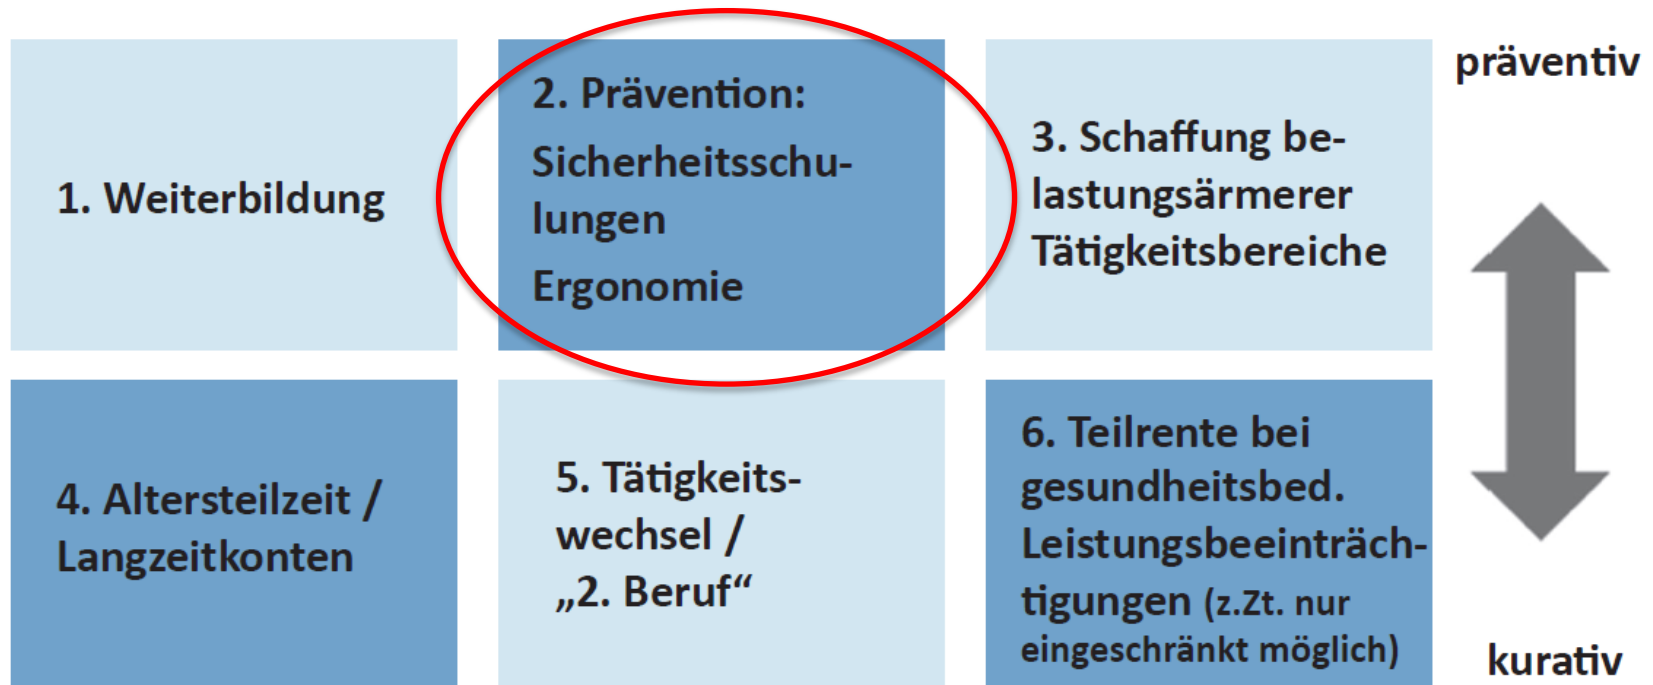 1. Weiterbildung
2. Prävention:
Sicherheitsschu-
lungen
Ergonomie
3. Schaffung be-
lastungsärmerer
Tätigkeitsbereiche
präventiv
4. Altersteilzeit /
Langzeitkonten
5. Tätigkeits-
wechsel /
„2. Beruf“
6. Teilrente bei
gesundheitsbed.
Leistungsbeeinträch-
tigungen (z.Zt. nur
eingeschränkt möglich)
kurativ